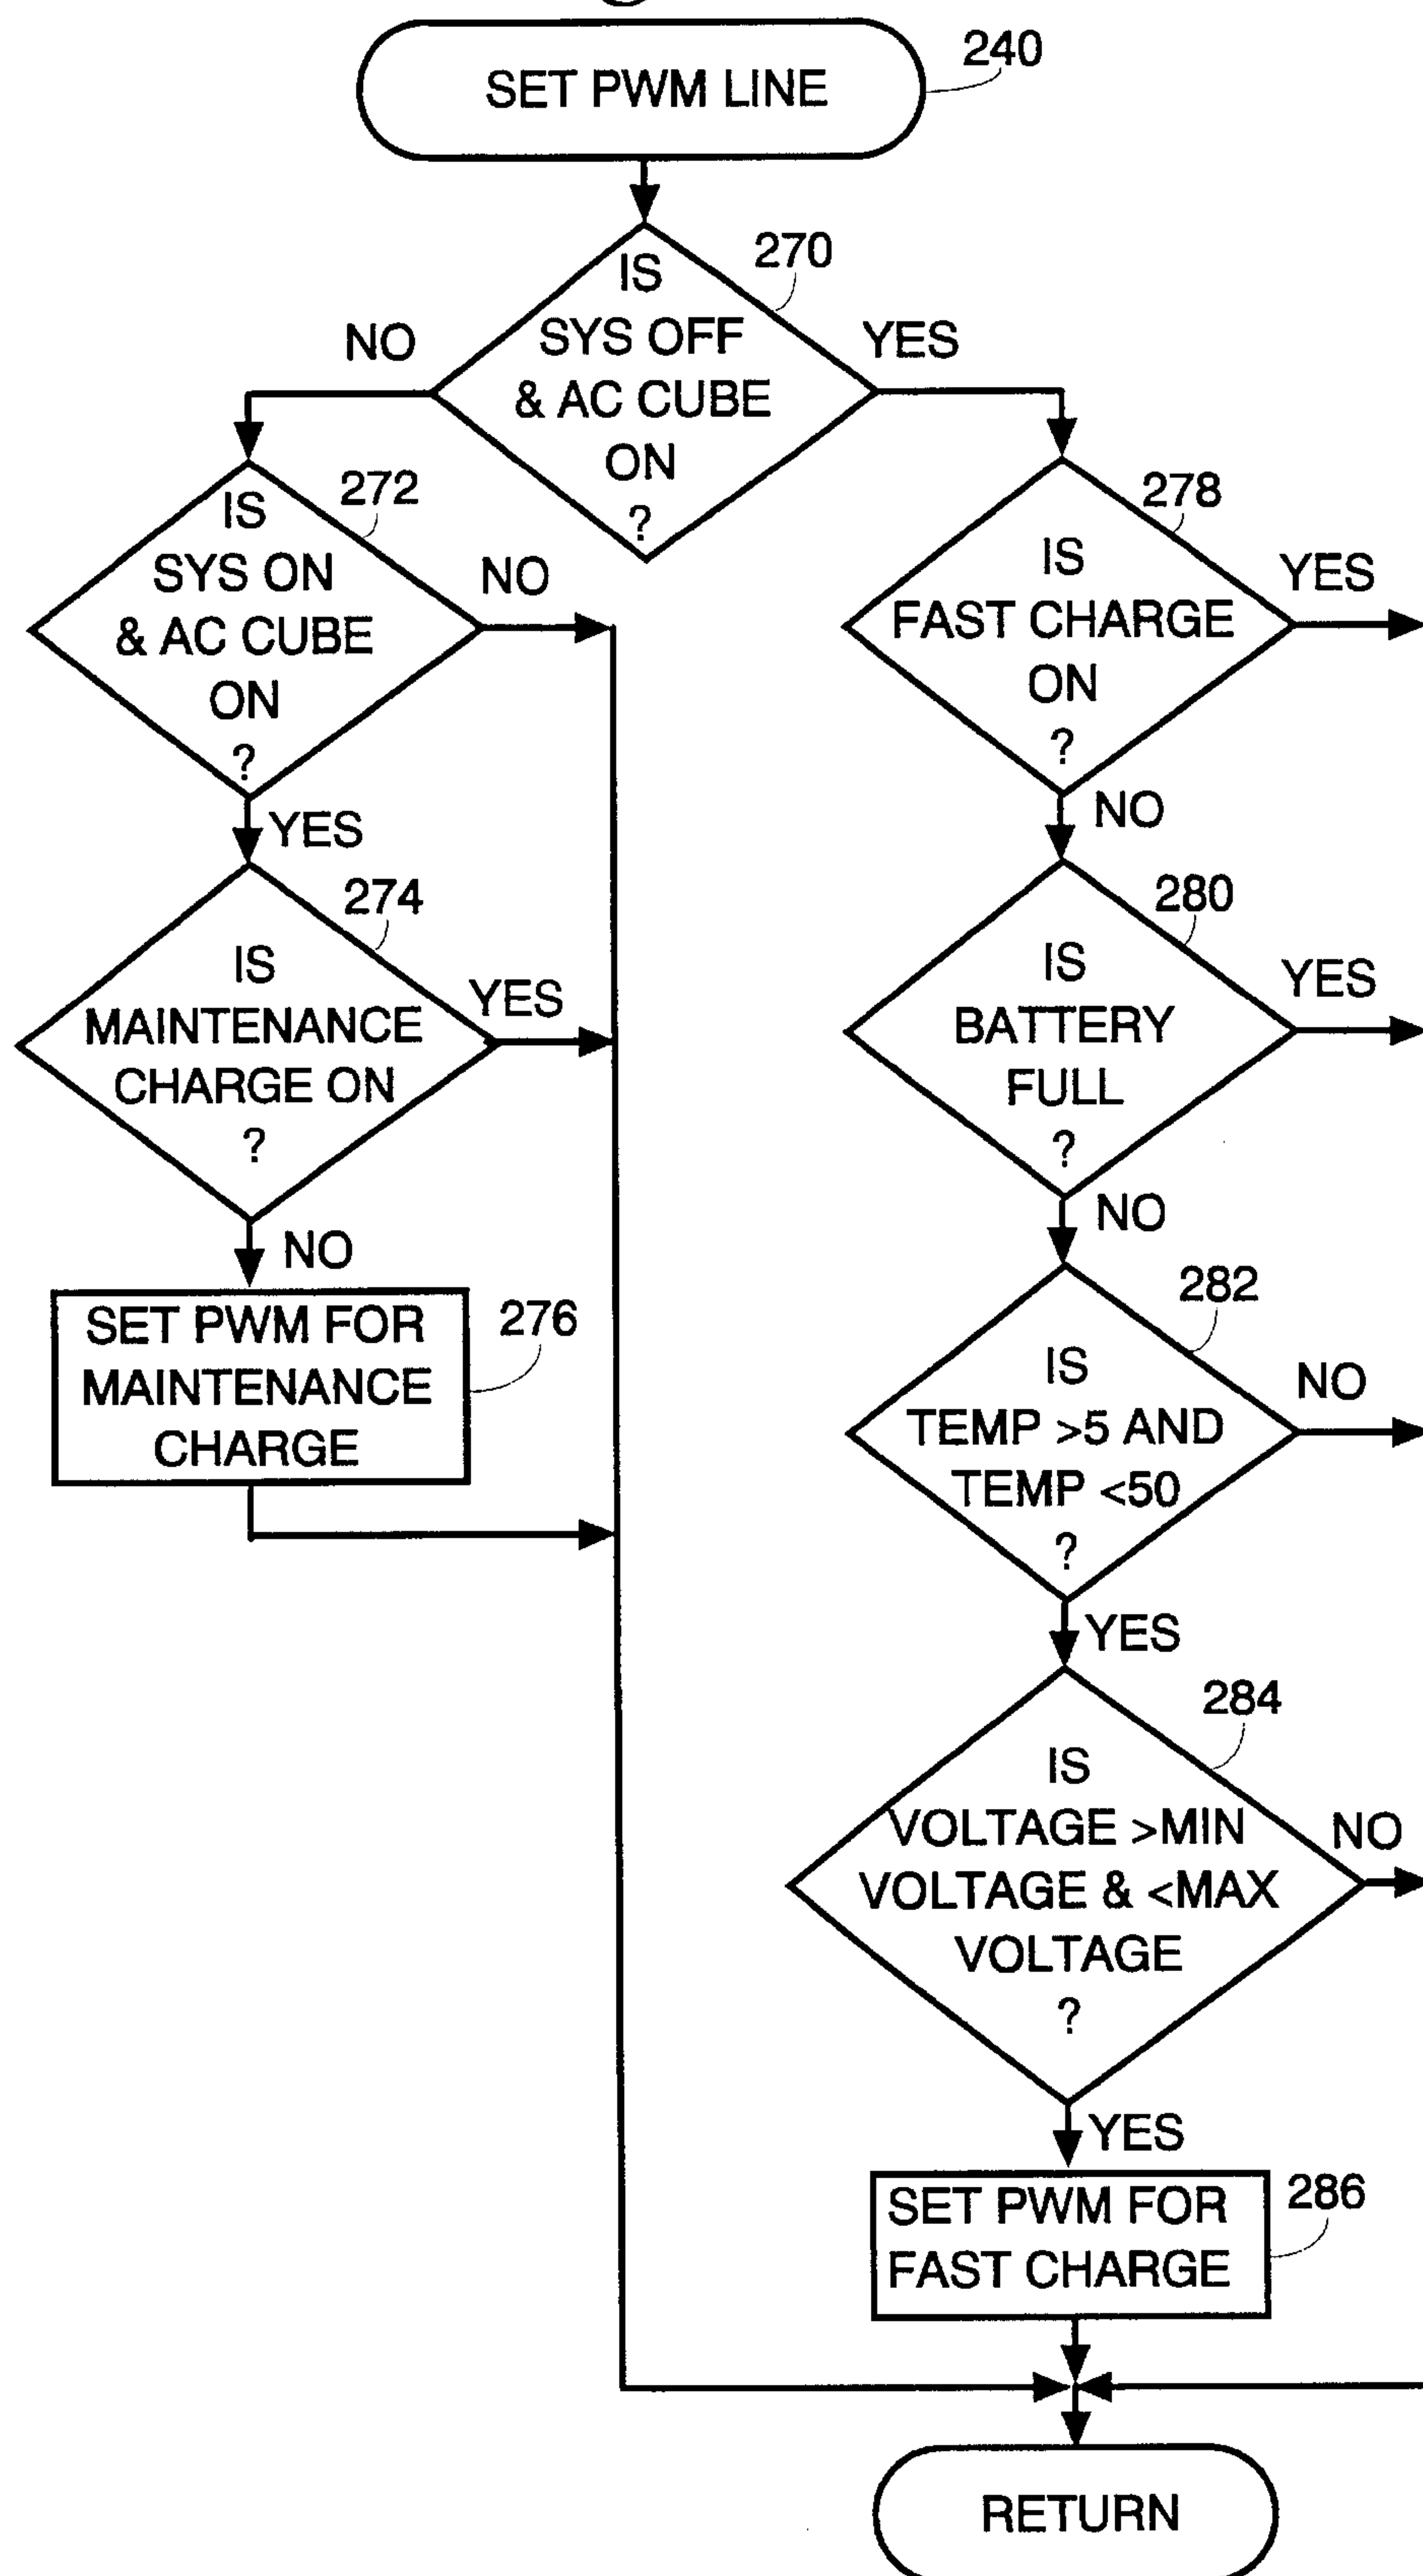 SET PWM LINE
240
IS
SYS OFF
& AC CUBE
ON
?
270
NO
YES
IS
SYS ON
& AC CUBE
ON
?
272
NO
YES
IS
MAINTENANCE
CHARGE ON
?
274
YES
NO
SET PWM FOR
MAINTENANCE
CHARGE
276
IS
FAST CHARGE
ON
?
278
YES
NO
IS
BATTERY
FULL
?
280
YES
NO
IS
TEMP >5 AND
TEMP <50
?
282
NO
YES
IS
VOLTAGE >MIN
VOLTAGE & <MAX
VOLTAGE
?
284
NO
YES
SET PWM FOR
FAST CHARGE
286
RETURN